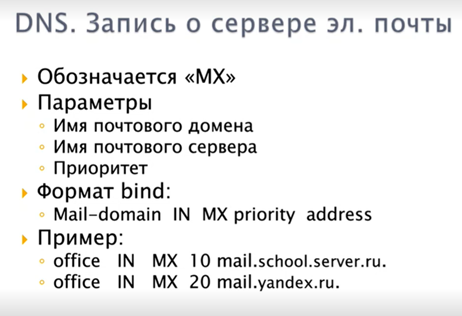 DNS. Запись о сервере эл. почты
Обозначается «MX»
Параметры
Имя почтового домена
Имя почтового сервера
Приоритет
Формат bind:
Mail-domain IN MX priority address
Пример:
office IN MX 10 mail.school.server.ru.
office IN MX 20 mail.yandex.ru.